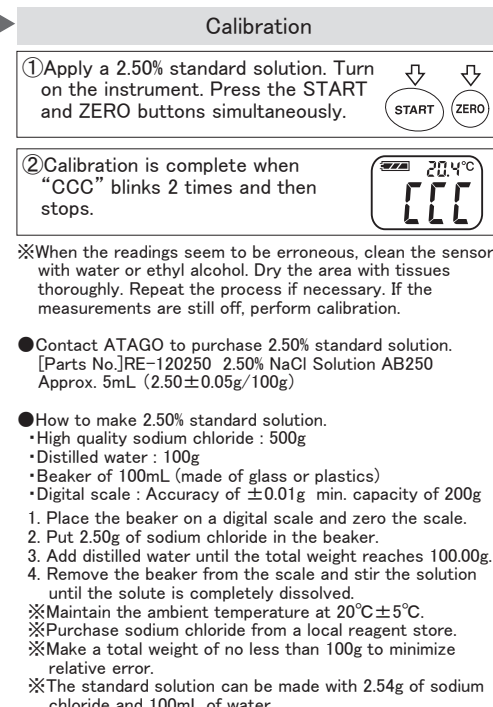 Calibration
①Apply a 2.50% standard solution. Turn
on the instrument. Press the START
and ZERO buttons simultaneously.
START ZERO
②Calibration is complete when
“CCC” blinks 2 times and then
stops.
20.4℃
CCC
※When the readings seem to be erroneous, clean the sensor
with water or ethyl alcohol. Dry the area with tissues
thoroughly. Repeat the process if necessary. If the
measurements are still off, perform calibration.
●Contact ATAGO to purchase 2.50% standard solution.
[Parts No.]RE-120250 2.50% NaCl Solution AB250
Approx. 5mL (2.50±0.05g/100g)
●How to make 2.50% standard solution.
・High quality sodium chloride : 500g
・Distilled water : 100g
・Beaker of 100mL (made of glass or plastics)
・Digital scale : Accuracy of ±0.01g min. capacity of 200g
1. Place the beaker on a digital scale and zero the scale.
2. Put 2.50g of sodium chloride in the beaker.
3. Add distilled water until the total weight reaches 100.00g.
4. Remove the beaker from the scale and stir the solution
until the solute is completely dissolved.
※Maintain the ambient temperature at 20℃±5℃.
※Purchase sodium chloride from a local reagent store.
※Make a total weight of no less than 100g to minimize
relative error.
※The standard solution can be made with 2.54g of sodium
chloride and 100mL of water.